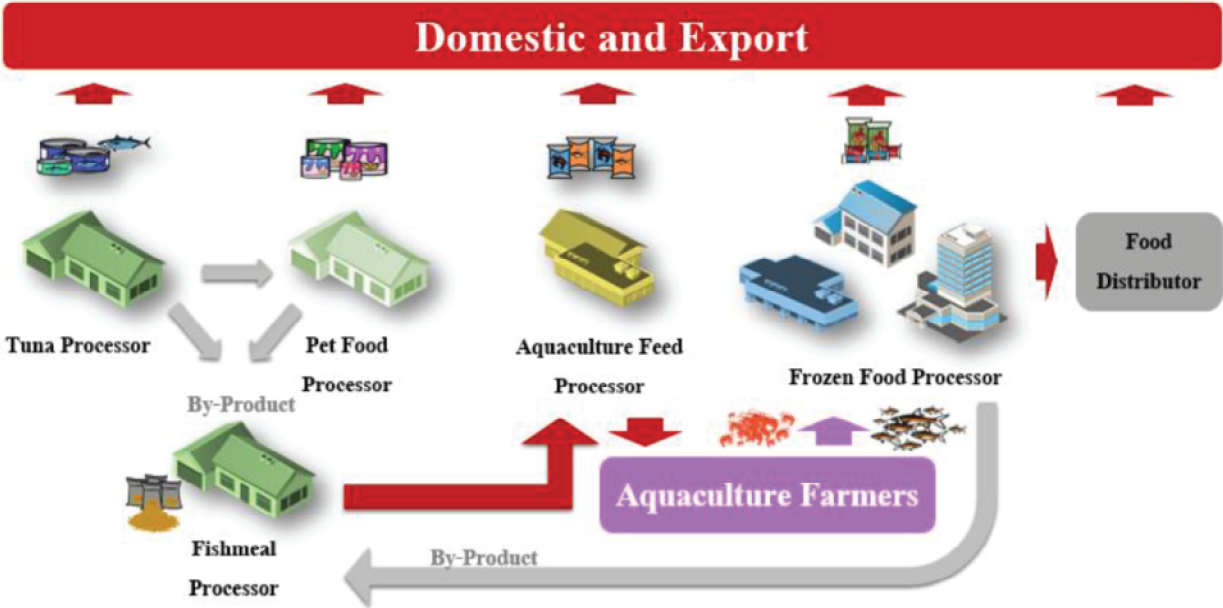 Domestic and Export
Food
Distributor
Tuna Processor
Pet Food
Processor
Aquaculture Feed
Processor
Frozen Food Processor
By-Product
Aquaculture Farmers
Fishmeal
Processor
By-Product